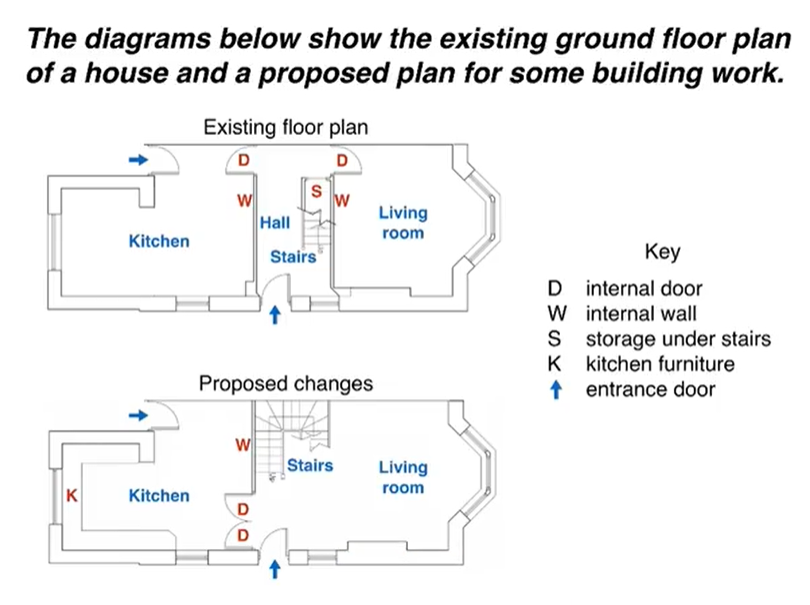 The diagrams below show the existing ground floor plan
of a house and a proposed plan for some building work.
Existing floor plan
D
D
S
W
W
Hall
Living
room
Kitchen
Stairs
Key
D internal door
W internal wall
S storage under stairs
K kitchen furniture
entrance door
Proposed changes
W
Stairs
Living
room
K
Kitchen
D
D